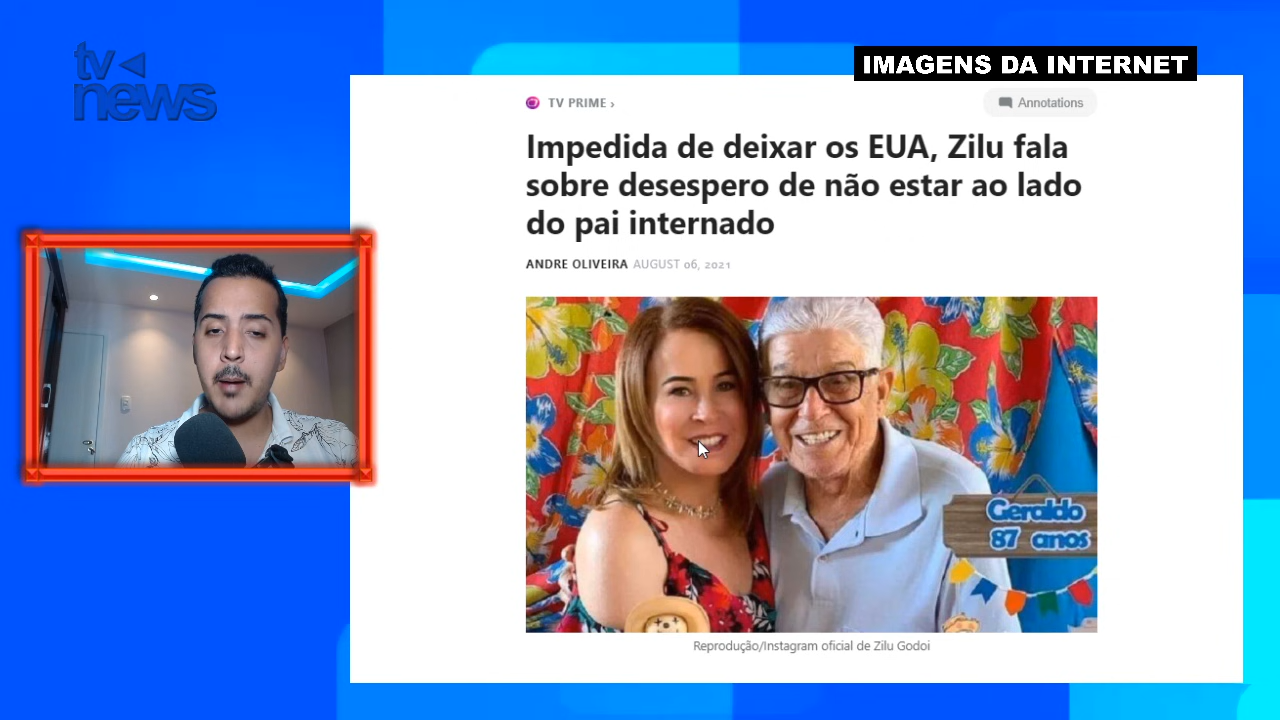 tv
news
IMAGENS DA INTERNET
TV PRIME ›
Annotations
Impedida de deixar os EUA, Zilu fala
sobre desespero de não estar ao lado
do pai internado
ANDRE OLIVEIRA AUGUST 06, 2021
Geraldo
87 anos
Reprodução/Instagram oficial de Zilu Godoi